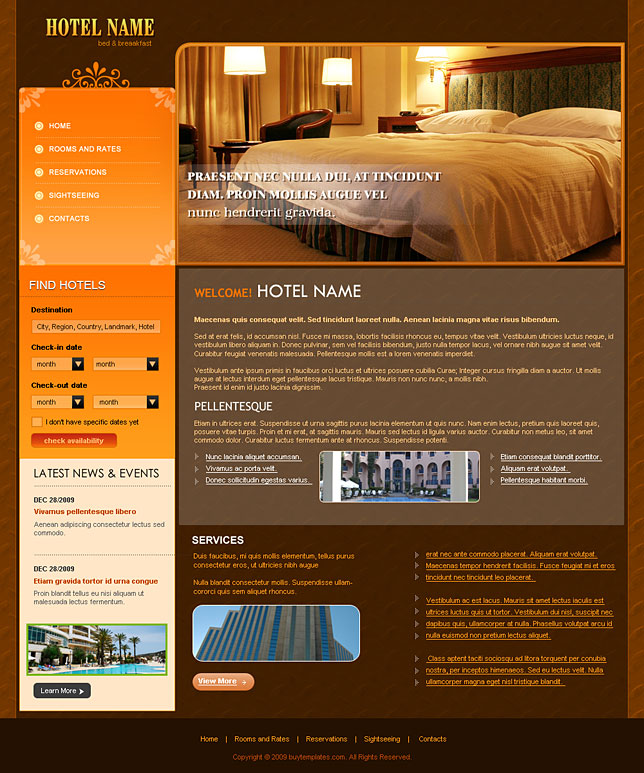 HOTEL NAME
bed & breakfast
HOME
ROOMS AND RATES
RESERVATIONS
SIGHTSEEING
CONTACTS
PRAESENT NEC NULLA DUI, AT TINCIDUNT
DIAM. PROIN MOLLIS AUGUE VEL
nunc hendrerit gravida.
FIND HOTELS
Destination
City, Region, Country, Landmark, Hotel
Check-in date
month month
Check-out date
month month
I don't have specific dates yet
check availability
LATEST NEWS & EVENTS
DEC 28/2009
Vivamus pellentesque libero
Aenean adipiscing consectetur lectus sed
commodo.
DEC 28/2009
Etiam gravida tortor id urna congue
Proin blandit tellus eu nisi aliquam ut
malesuada lectus fermentum.
Learn More
WELCOME! HOTEL NAME
Maecenas quis consequat velit. Sed tincidunt laoreet nulla. Aenean lacinia magna vitae risus bibendum.
Sed at erat felis, id accumsan nisl. Fusce mi massa, lobortis facilisis rhoncus eu, tempus vitae velit. Vestibulum ultricies luctus neque, id
vestibulum libero aliquam in. Donec pulvinar, sem vel facilisis bibendum, justo nulla tempor lacus, vel ornare nibh augue sit amet velit.
Curabitur feugiat venenatis malesuada. Pellentesque mollis est a lorem venenatis imperdiet.
Vestibulum ante ipsum primis in faucibus orci luctus et ultrices posuere cubilia Curae; Integer cursus fringilla diam a auctor. Ut mollis
augue at lectus interdum eget pellentesque lacus tristique. Mauris non nunc nunc, a mollis nibh.
Praesent id enim id justo lacinia dignissim.
PELLENTESQUE
Etiam in ultrices erat. Suspendisse ut urna sagittis purus lacinia elementum ut quis nunc. Nam enim lectus, pretium quis laoreet quis,
posuere vitae turpis. Proin et mi erat, at sagittis mauris. Mauris sed lectus id ligula varius auctor. Curabitur non metus leo, sit amet
commodo dolor. Curabitur luctus fermentum ante at rhoncus. Suspendisse potenti.
Nunc lacinia aliquet accumsan.
Vivamus ac porta velit.
Donec sollicitudin egestas varius.
Etiam consequat blandit porttitor.
Aliquam erat volutpat.
Pellentesque habitant morbi.
SERVICES
Duis faucibus, mi quis mollis elementum, tellus purus
consectetur eros, ut ultricies nibh augue
Nulla blandit consectetur mollis. Suspendisse ullam-
cororci quis sem aliquet rhoncus.
View More
erat nec ante commodo placerat. Aliquam erat volutpat.
Maecenas tempor hendrerit facilisis. Fusce feugiat mi et eros
tincidunt nec tincidunt leo placerat.
Vestibulum ac est lacus. Mauris sit amet lectus iaculis est
ultrices luctus quis ut tortor. Vestibulum dui nisl, suscipit nec
dapibus quis, ullamcorper at nulla. Phasellus volutpat arcu id
nulla euismod non pretium lectus aliquet.
Class aptent taciti sociosqu ad litora torquent per conubia
nostra, per inceptos himenaeos. Sed eu lectus velit. Nulla
ullamcorper magna eget nisl tristique blandit.
Home | Rooms and Rates | Reservations | Sightseeing | Contacts
Copyright © 2009 buytemplates.com. All Rights Reserved.